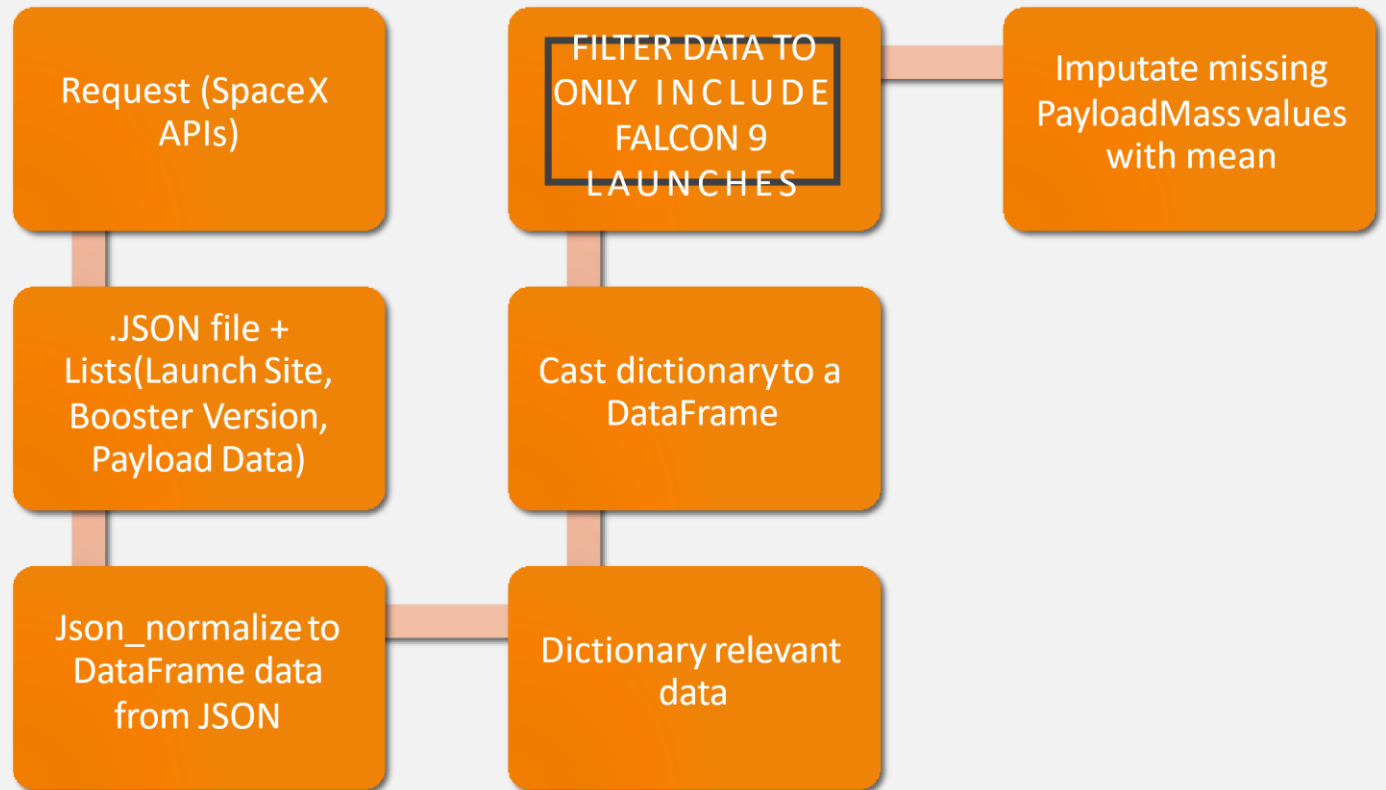 Request (SpaceX
APIs)
.JSON file +
Lists(Launch Site,
Booster Version,
Payload Data)
Json_normalize to
DataFrame data
from JSON
Dictionary relevant
data
Cast dictionary to a
DataFrame
FILTER DATA TO
ONLY INCLUDE
FALCON 9
LAUNCHES
Imputate missing
PayloadMass values
with mean